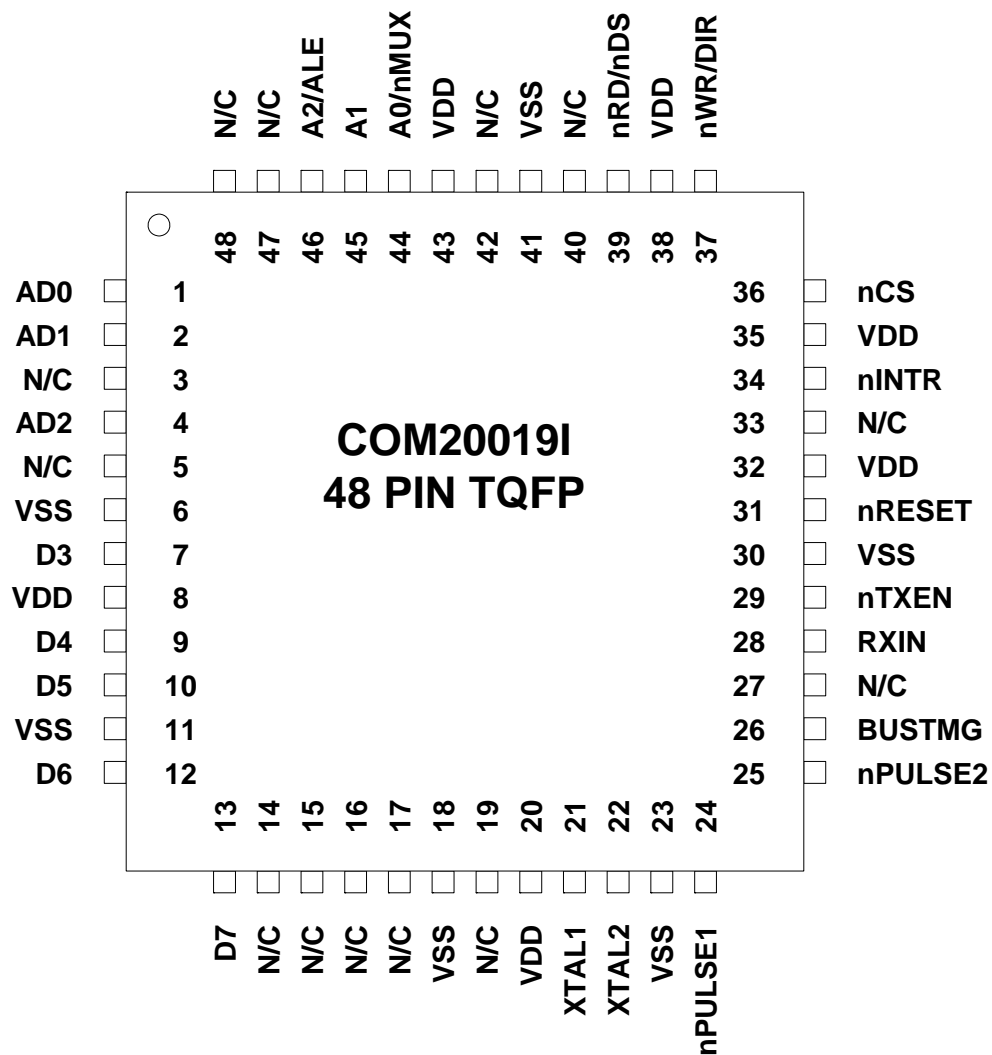 N/C
N/C
A2/ALE
A1
A0/nMUX
VDD
N/C
VSS
N/C
nRD/nDS
VDD
nWR/DIR
48
47
46
45
44
43
42
41
40
39
38
37
AD0 1
AD1 2
N/C 3
AD2 4
N/C 5
VSS 6
D3 7
VDD 8
D4 9
D5 10
VSS 11
D6 12
COM20019I
48 PIN TQFP
36 nCS
35 VDD
34 nINTR
33 N/C
32 VDD
31 nRESET
30 VSS
29 nTXEN
28 RXIN
27 N/C
26 BUSTMG
25 nPULSE2
13
14
15
16
17
18
19
20
21
22
23
24
D7
N/C
N/C
N/C
N/C
VSS
N/C
VDD
XTAL1
XTAL2
VSS
nPULSE1